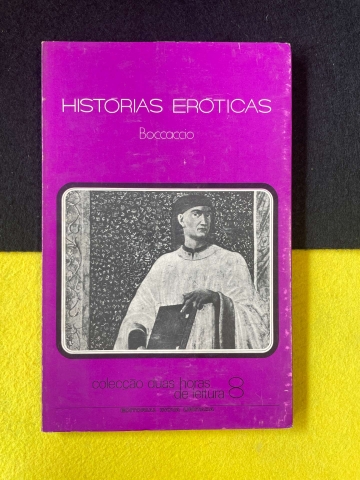 HISTÓRIAS ERÓTICAS
Boccaccio
colecção duas horas
de leitura 8